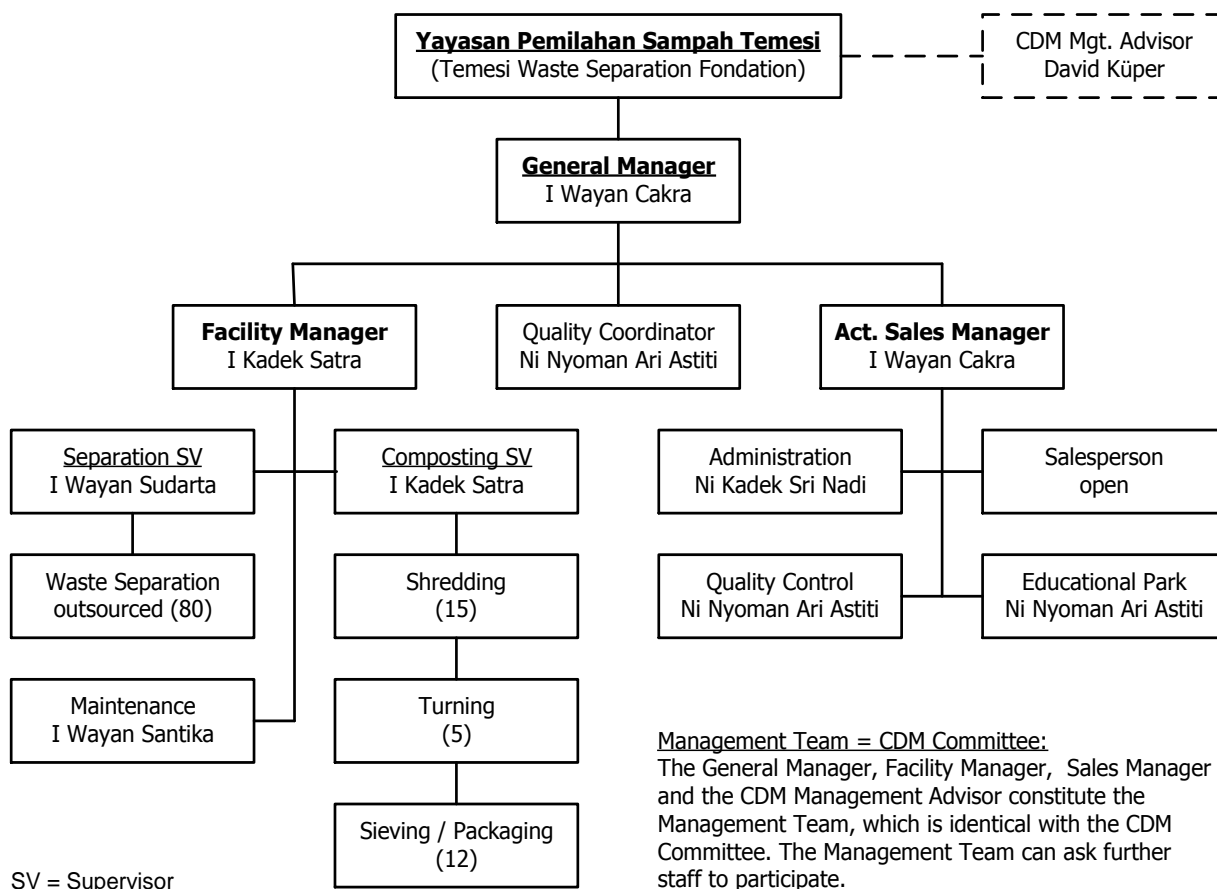 Yayasan Pemilahan Sampah Temesi
(Temesi Waste Separation Fondation)
CDM Mgt. Advisor
David Küper
General Manager
I Wayan Cakra
Facility Manager
I Kadek Satra
Quality Coordinator
Ni Nyoman Ari Astiti
Act. Sales Manager
I Wayan Cakra
Separation SV
I Wayan Sudarta
Composting SV
I Kadek Satra
Administration
Ni Kadek Sri Nadi
Salesperson
open
Waste Separation
outsourced (80)
Shredding
(15)
Quality Control
Ni Nyoman Ari Astiti
Educational Park
Ni Nyoman Ari Astiti
Maintenance
I Wayan Santika
Turning
(5)
Sieving / Packaging
(12)
Management Team = CDM Committee:
The General Manager, Facility Manager, Sales Manager
and the CDM Management Advisor constitute the
Management Team, which is identical with the CDM
Committee. The Management Team can ask further
staff to participate.
SV = Supervisor